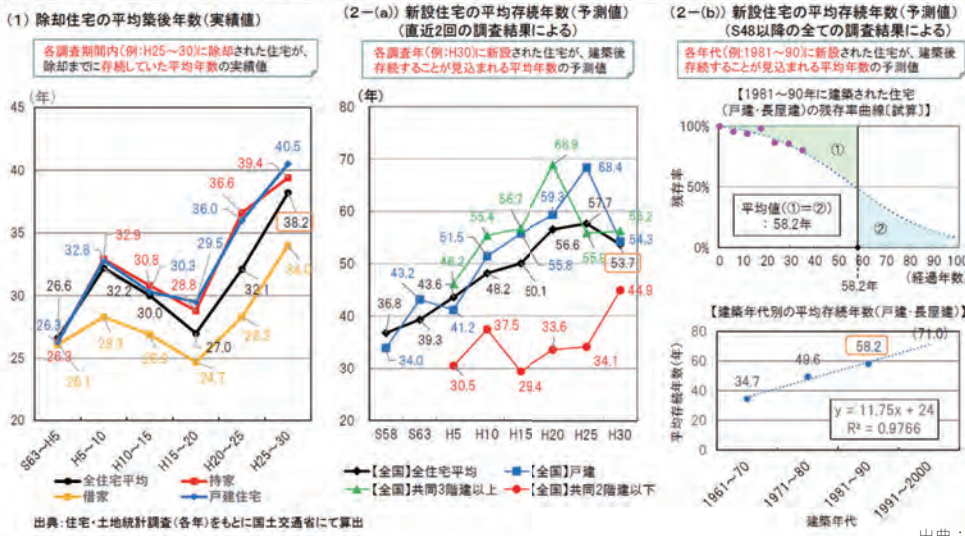 (1) 除却住宅の平均築後年数(実績値)
各調査期間内(例:H25~30)に除却された住宅が、
除却までに存続していた平均年数の実績値
(年)
45
40
35
30
25
20
40.5
39.4
36.6
36.0
38.2
34.0
32.9
32.8
30.8
30.3
29.5
28.8
32.2
30.0
32.1
27.0
26.6
26.3
26.3
26.1
28.3
26.9
24.7
28.3
S63~H5
H5~10
H10~15
H15~20
H20~25
H25~30
全住宅平均
持家
借家
戸建住宅
出典:住宅・土地統計調査(各年)をもとに国土交通省にて算出
(2-(a)) 新設住宅の平均存続年数(予測値)
(直近2回の調査結果による)
各調査年(例:H30)に新設された住宅が、建築後
存続することが見込まれる平均年数の予測値
(年)
80
70
60
50
40
30
20
68.9
68.4
59.3
57.7
56.2
55.4
51.5
56.6
54.3
53.7
55.8
50.1
48.2
46.2
43.6
43.2
36.8
39.3
41.2
34.0
44.9
37.5
33.6
34.1
30.5
29.4
S58
S63
H5
H10
H15
H20
H25
H30
【全国】全住宅平均
【全国】戸建
【全国】共同3階建以上
【全国】共同2階建以下
(2-(b)) 新設住宅の平均存続年数(予測値)
(S48以降の全ての調査結果による)
各年代(例:1981~90)に新設された住宅が、建築後
存続することが見込まれる平均年数の予測値
【1981~90年に建築された住宅
(戸建・長屋建)の残存率曲線〔試算〕】
残存率
100%
50%
0%
①
②
平均値(①=②)
:58.2年
0
10
20
30
40
50
60
70
80
90
100
(経過年数)
58.2年
【建築年代別の平均存続年数(戸建・長屋建)】
平均存続年数(年)
80
60
40
20
0
34.7
49.6
58.2
(71.0)
y = 11.75x + 24
R² = 0.9766
1961~70
1971~80
1981~90
1991~2000
建築年代